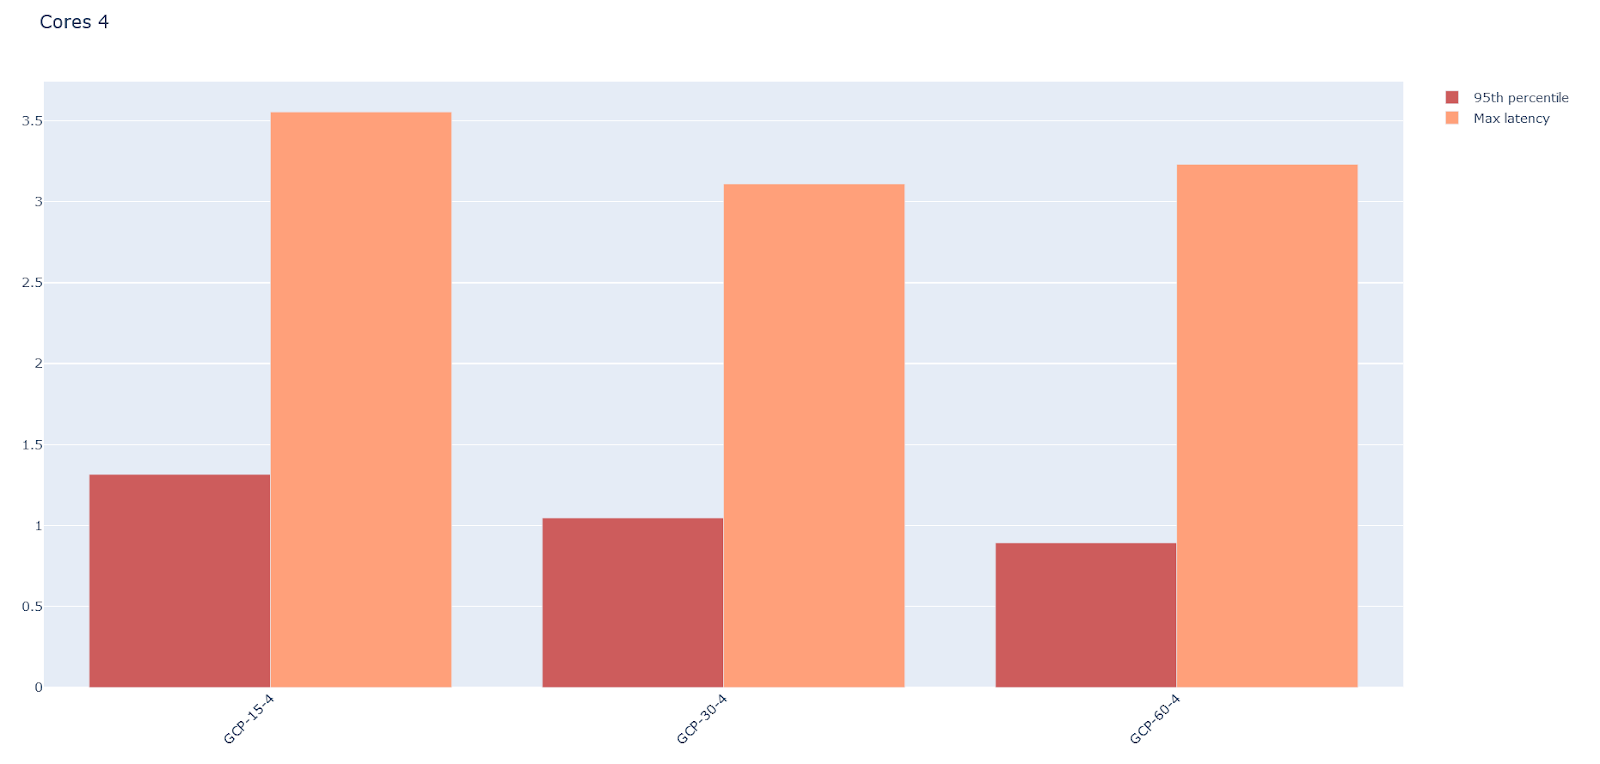 Cores 4
95th percentile
Max latency
3.5
3
2.5
2
1.5
1
0.5
0
GCP-15-4
GCP-30-4
GCP-60-4